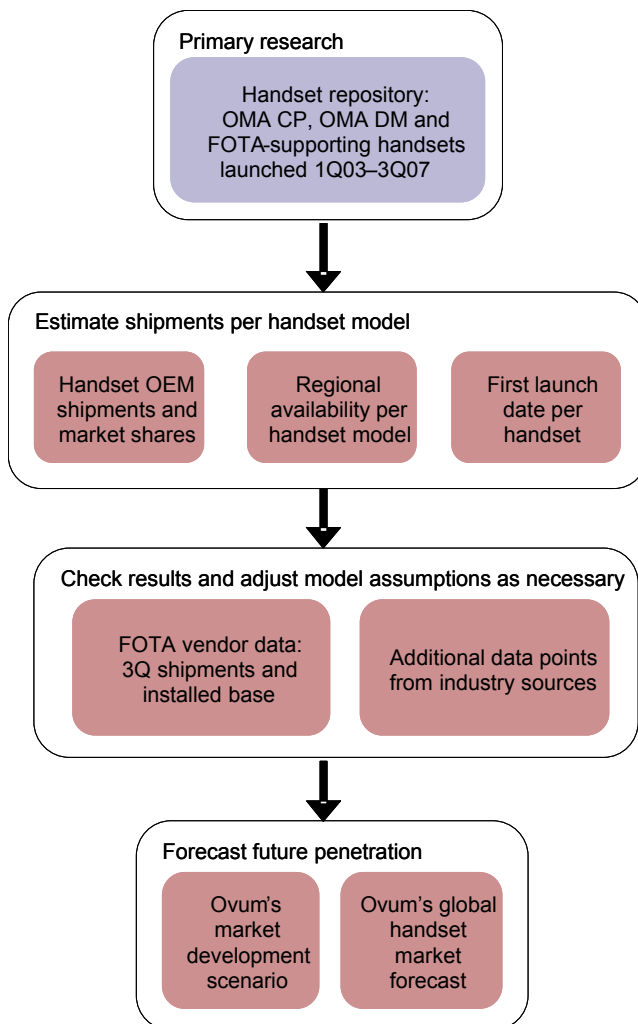 Primary research
Handset repository:
OMA CP, OMA DM and
FOTA-supporting handsets
launched 1Q03–3Q07
Estimate shipments per handset model
Handset OEM
shipments and
market shares
Regional
availability per
handset model
First launch
date per
handset
Check results and adjust model assumptions as necessary
FOTA vendor data:
3Q shipments and
installed base
Additional data points
from industry sources
Forecast future penetration
Ovum’s
market
development
scenario
Ovum’s global
handset
market
forecast